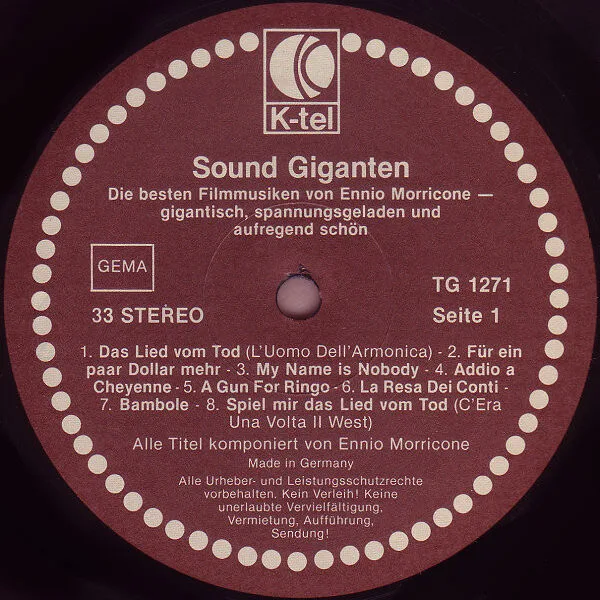 K-tel
Sound Giganten
Die besten Filmmusiken von Ennio Morricone —
gigantisch, spannungsgeladen und
aufregend schön
GEMA
TG 1271
33 STEREO
Seite 1
1. Das Lied vom Tod (L'Uomo Dell'Armonica) - 2. Für ein
paar Dollar mehr - 3. My Name is Nobody - 4. Addio a
Cheyenne - 5. A Gun For Ringo - 6. La Resa Dei Conti -
7. Bambole - 8. Spiel mir das Lied vom Tod (C'Era
Una Volta Il West)
Alle Titel komponiert von Ennio Morricone
Made in Germany
Alle Urheber- und Leistungsschutzrechte
vorbehalten. Kein Verleih! Keine
unerlaubte Vervielfältigung,
Vermietung, Aufführung,
Sendung!